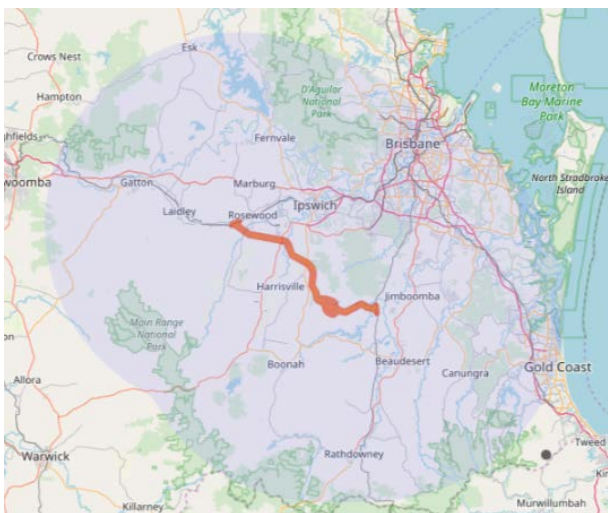 Crows Nest
Esk
Hampton
D'Aguilar
National
Park
Moreton
Bay Marine
Park
ghfields
Fernvale
Brisbane
North Stradbroke
Island
woomba
Gatton
Marburg
Laidley
Rosewood
Ipswich
Harrisville
Jimboomba
Main Range
National
Park
Boonah
Beaudesert
Canungra
Gold Coast
Allora
Warwick
Rathdowney
Tweed
Killarney
Murwillumbah